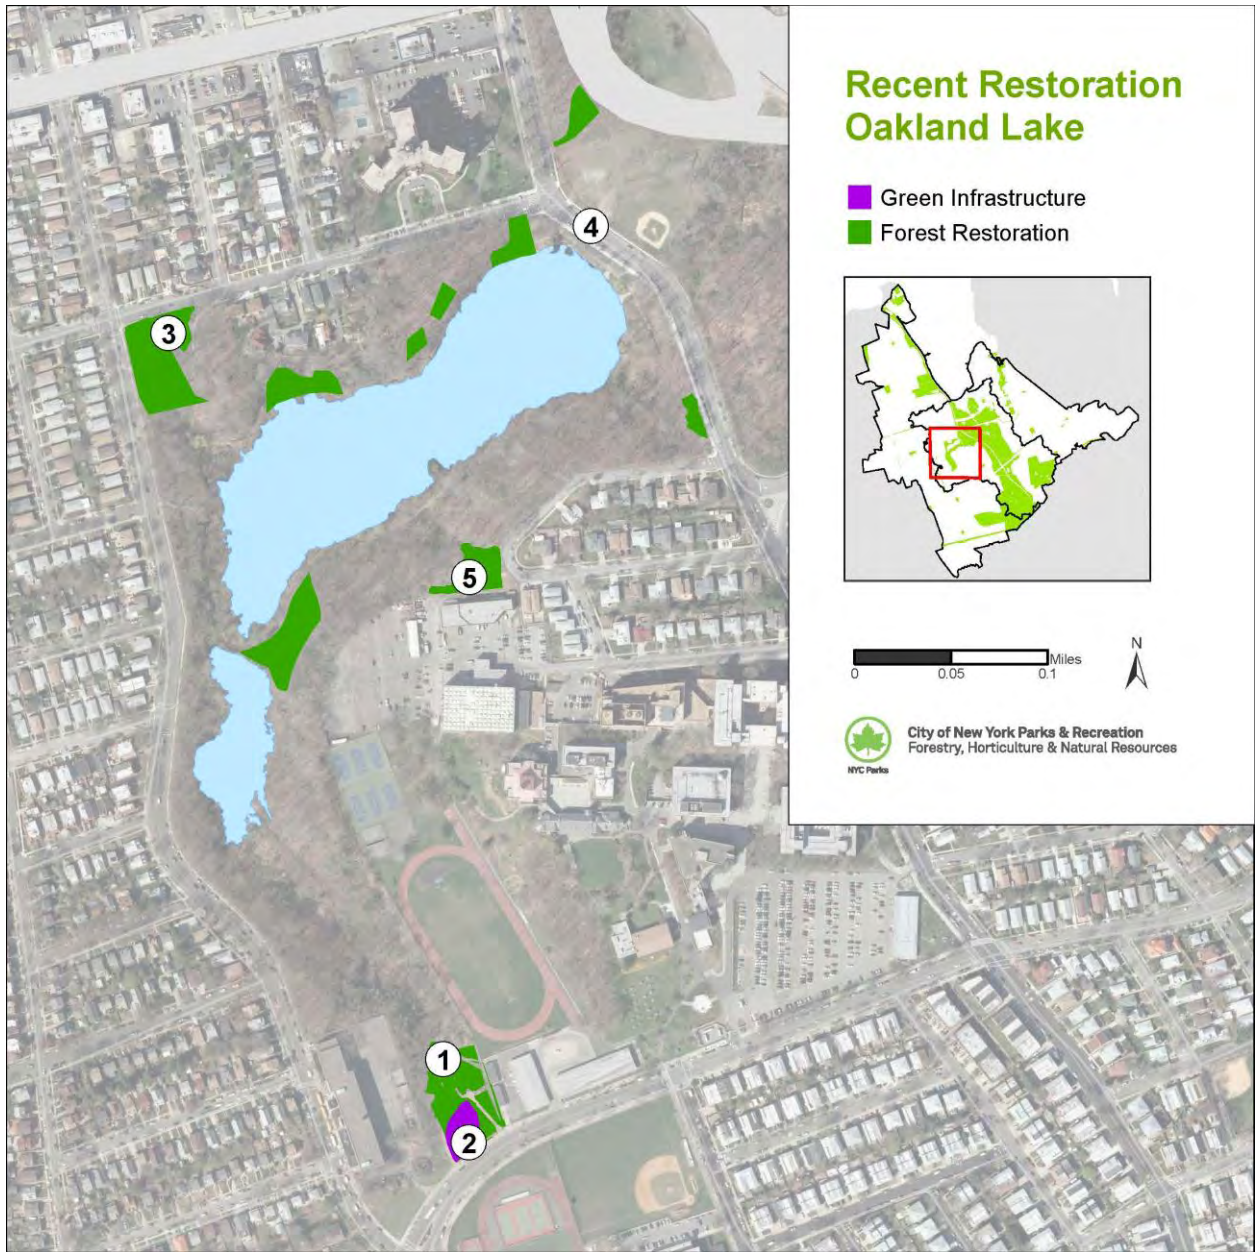 Recent Restoration
Oakland Lake
Green Infrastructure
Forest Restoration
4
3
5
1
2
N
Miles
0
0.05
0.1
City of New York Parks & Recreation
Forestry, Horticulture & Natural Resources
NYC Parks